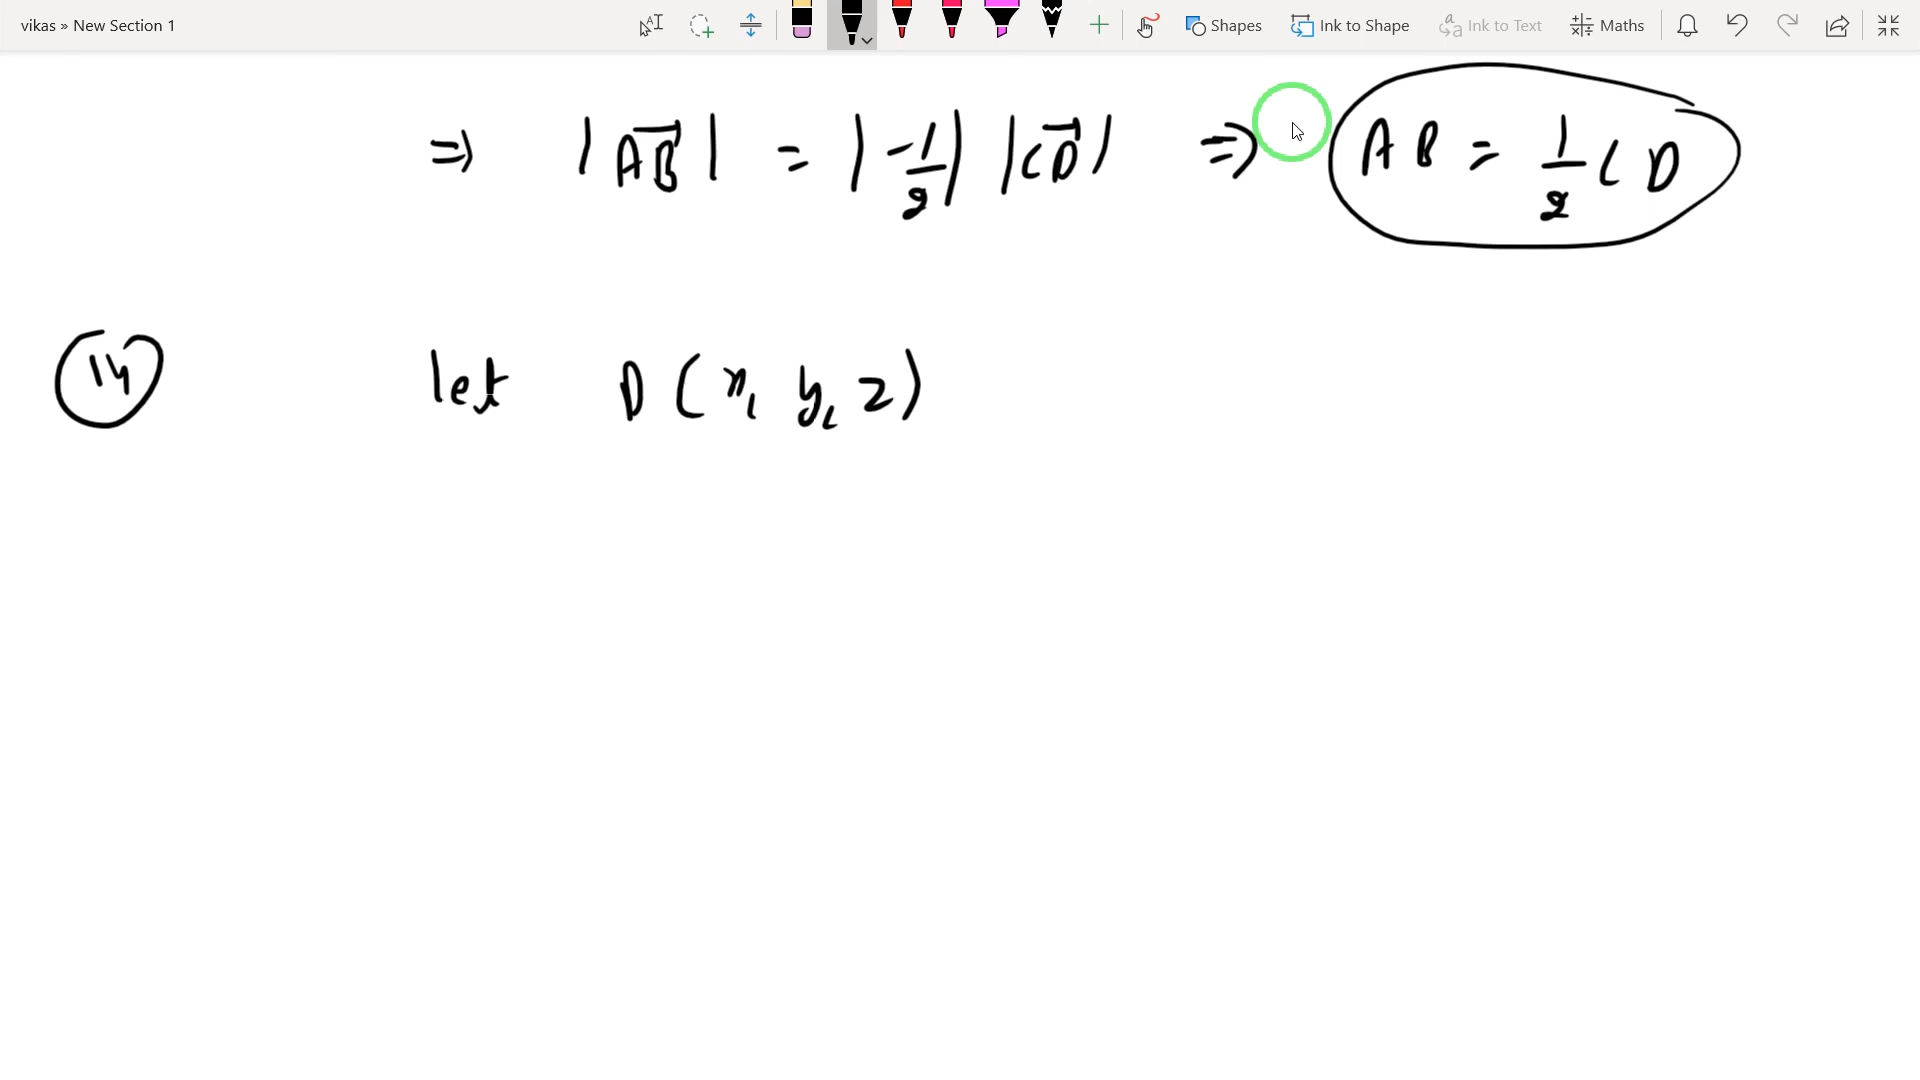 vikas » New Section 1 Shapes Ink to Shape Ink to Text Maths
⇒ |AB⃗| = |-1/2| |CD⃗| ⇒ AB = 1/2 CD
14 let D(x, y, z)